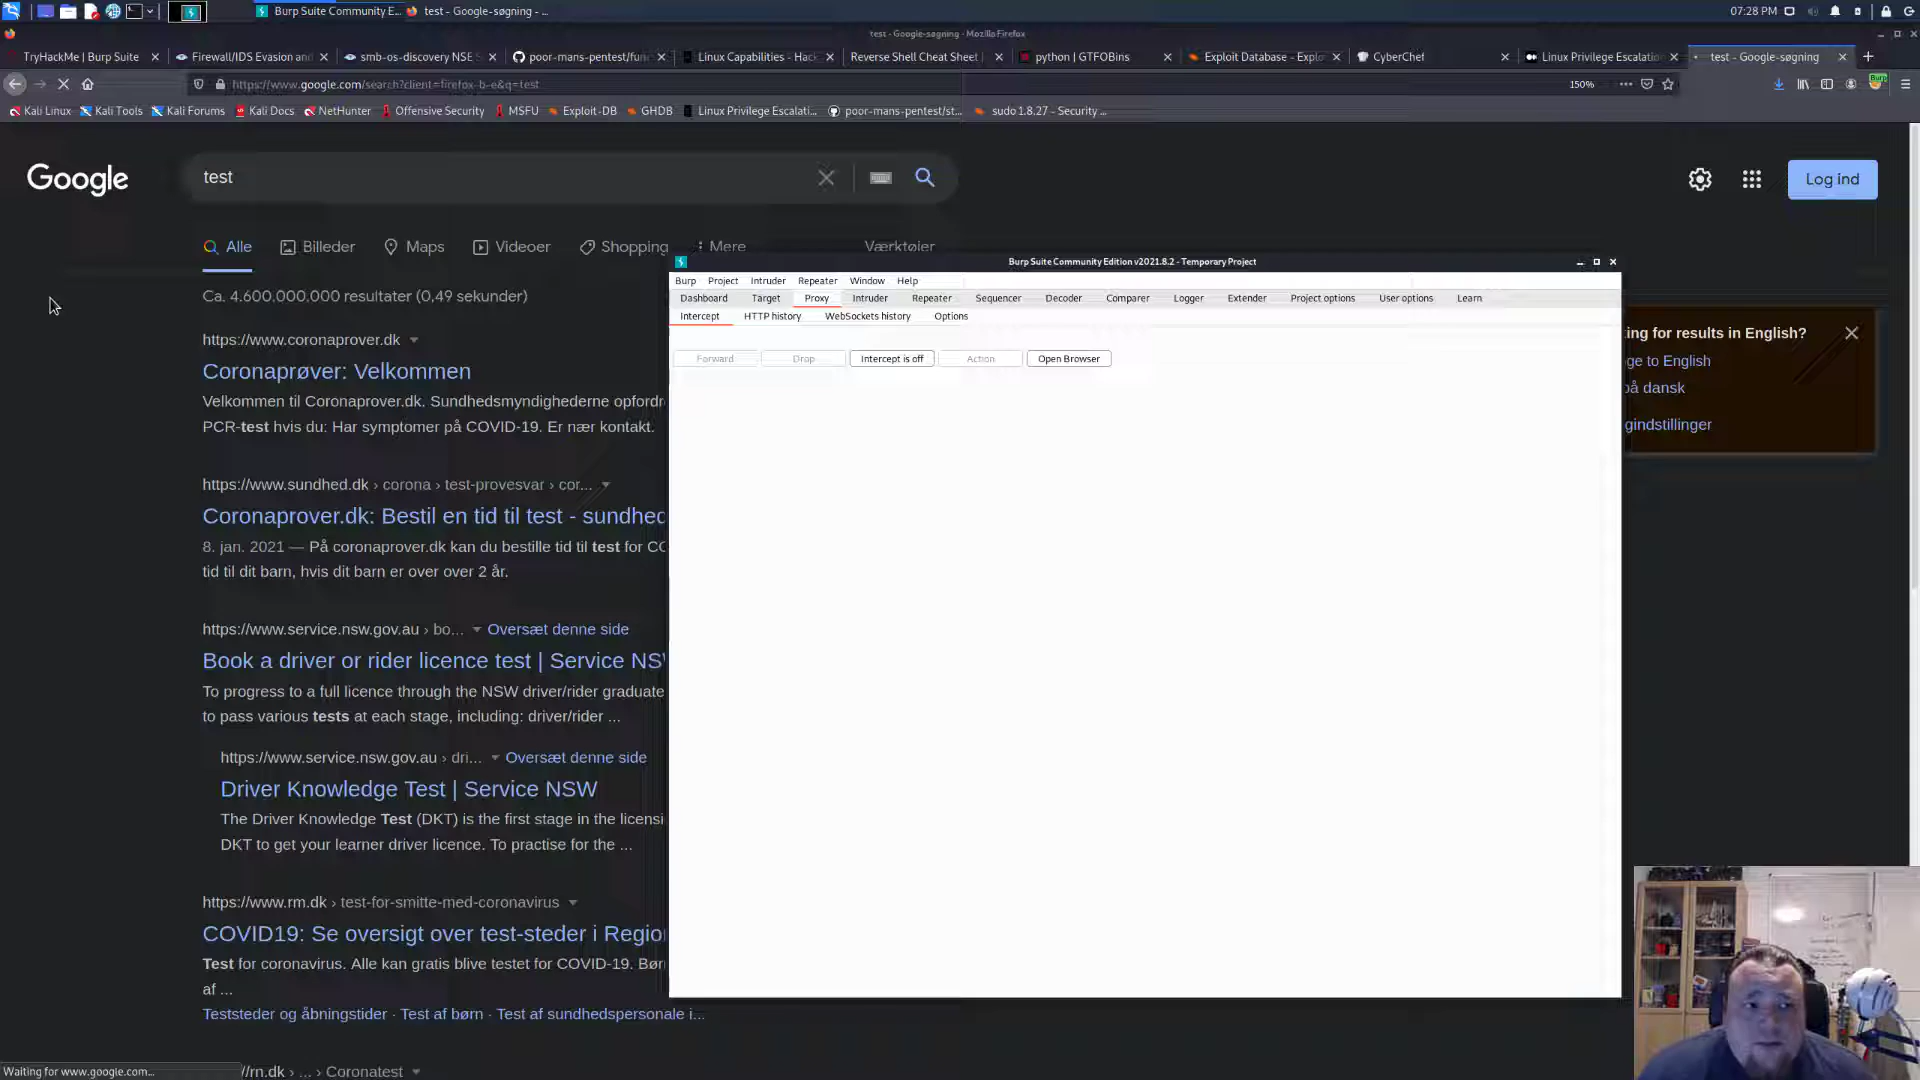 Burp Suite Community E...
test - Google-søgning - ...
07:28 PM
test - Google-søgning - Mozilla Firefox
TryHackMe | Burp Suite
Firewall/IDS Evasion and
smb-os-discovery NSE S
poor-mans-pentest/fun
Linux Capabilities - Hack
Reverse Shell Cheat Sheet
python | GTFOBins
Exploit Database - Explo
CyberChef
Linux Privilege Escalatio
test - Google-søgning
https://www.google.com/search?client=firefox-b-e&q=test
150%
Burp
Kali Linux
Kali Tools
Kali Forums
Kali Docs
NetHunter
Offensive Security
MSFU
Exploit-DB
GHDB
Linux Privilege Escalati...
poor-mans-pentest/st...
sudo 1.8.27 - Security ...
Google
test
Log ind
Alle
Billeder
Maps
Videoer
Shopping
Mere
Værktøjer
Ca. 4.600.000.000 resultater (0,49 sekunder)
https://www.coronaprover.dk
Coronaprøver: Velkommen
Velkommen til Coronaprover.dk. Sundhedsmyndighederne opfordr
PCR-test hvis du: Har symptomer på COVID-19. Er nær kontakt.
https://www.sundhed.dk › corona › test-provesvar › cor...
Coronaprover.dk: Bestil en tid til test - sundhed
8. jan. 2021 — På coronaprover.dk kan du bestille tid til test for CO
tid til dit barn, hvis dit barn er over over 2 år.
https://www.service.nsw.gov.au › bo... Oversæt denne side
Book a driver or rider licence test | Service NSW
To progress to a full licence through the NSW driver/rider graduate
to pass various tests at each stage, including: driver/rider ...
https://www.service.nsw.gov.au › dri... Oversæt denne side
Driver Knowledge Test | Service NSW
The Driver Knowledge Test (DKT) is the first stage in the licensi
DKT to get your learner driver licence. To practise for the ...
https://www.rm.dk › test-for-smitte-med-coronavirus
COVID19: Se oversigt over test-steder i Regio
Test for coronavirus. Alle kan gratis blive testet for COVID-19. Bør
af ...
Teststeder og åbningstider · Test af børn · Test af sundhedspersonale i...
//rn.dk › ... › Coronatest
Waiting for www.google.com...
Burp Suite Community Edition v2021.8.2 - Temporary Project
Burp Project Intruder Repeater Window Help
Dashboard Target Proxy Intruder Repeater Sequencer Decoder Comparer Logger Extender Project options User options Learn
Intercept HTTP history WebSockets history Options
Forward Drop Intercept is off Action Open Browser
ing for results in English?
ge to English
på dansk
gindstillinger